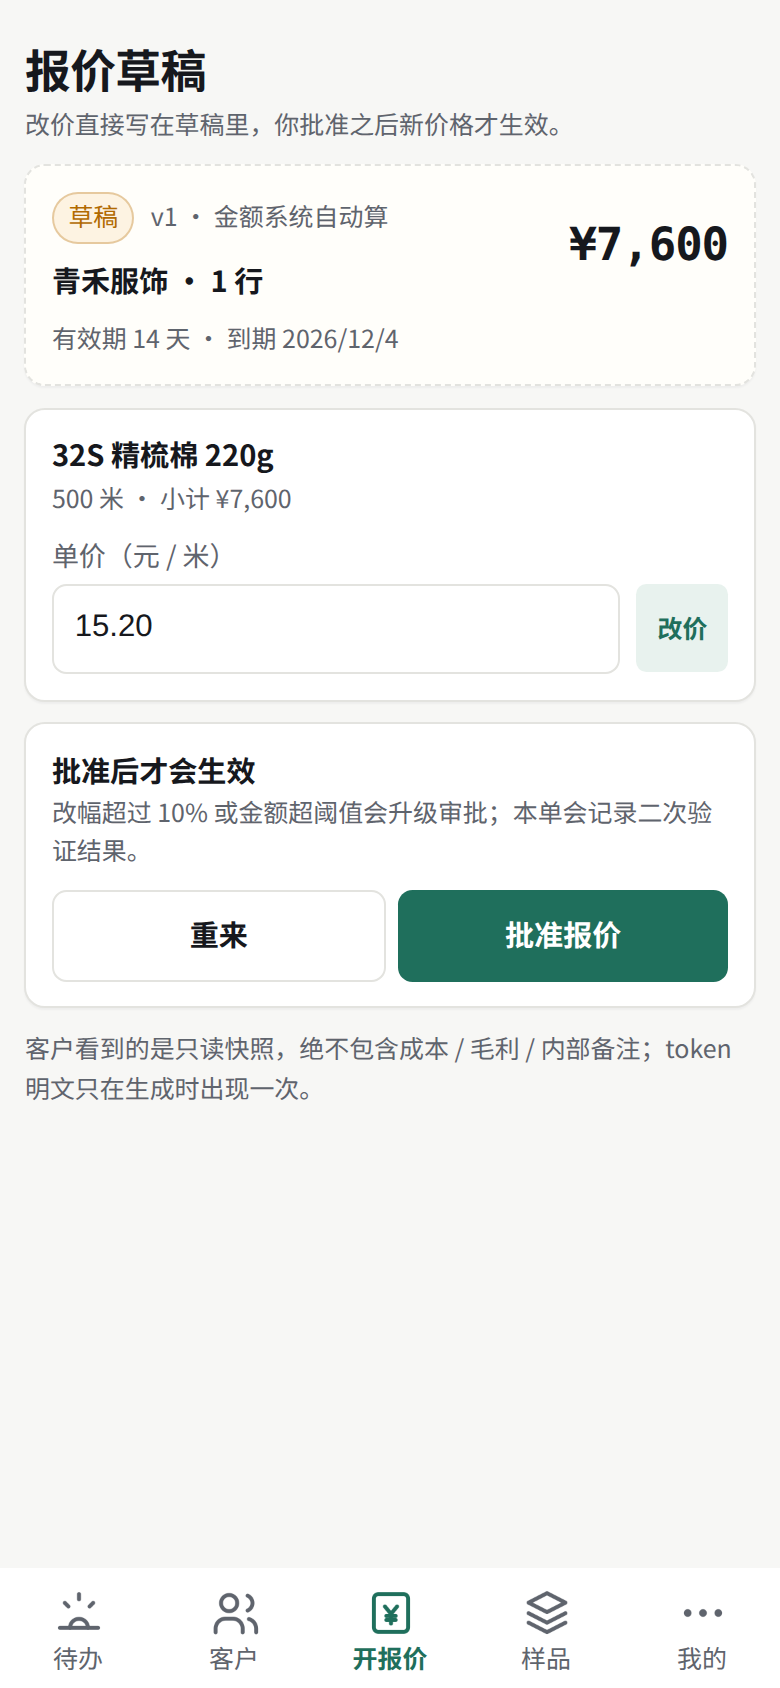 报价草稿
改价直接写在草稿里，你批准之后新价格才生效。
草稿 v1 · 金额系统自动算
¥7,600
青禾服饰 · 1 行
有效期 14 天 · 到期 2026/12/4
32S 精梳棉 220g
500 米 · 小计 ¥7,600
单价（元 / 米）
15.20 改价
批准后才会生效
改幅超过 10% 或金额超阈值会升级审批；本单会记录二次验
证结果。
重来 批准报价
客户看到的是只读快照，绝不包含成本 / 毛利 / 内部备注；token
明文只在生成时出现一次。
待办 客户 开报价 样品 我的